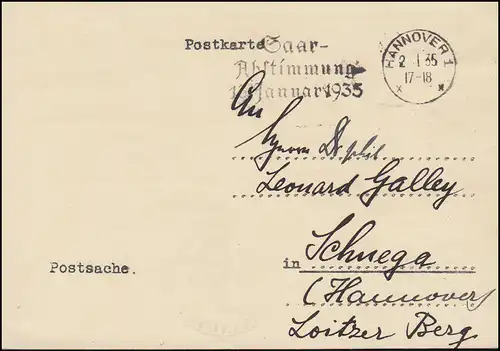 Postkarte
Saar-
Abstimmung
13. Januar 1935
HANNOVER 1
2.1.35
17-18
x x
An
Herrn Dr phil
Leonard Galley
in Schnega
(Hannover)
Postsache.
Loitzer Berg